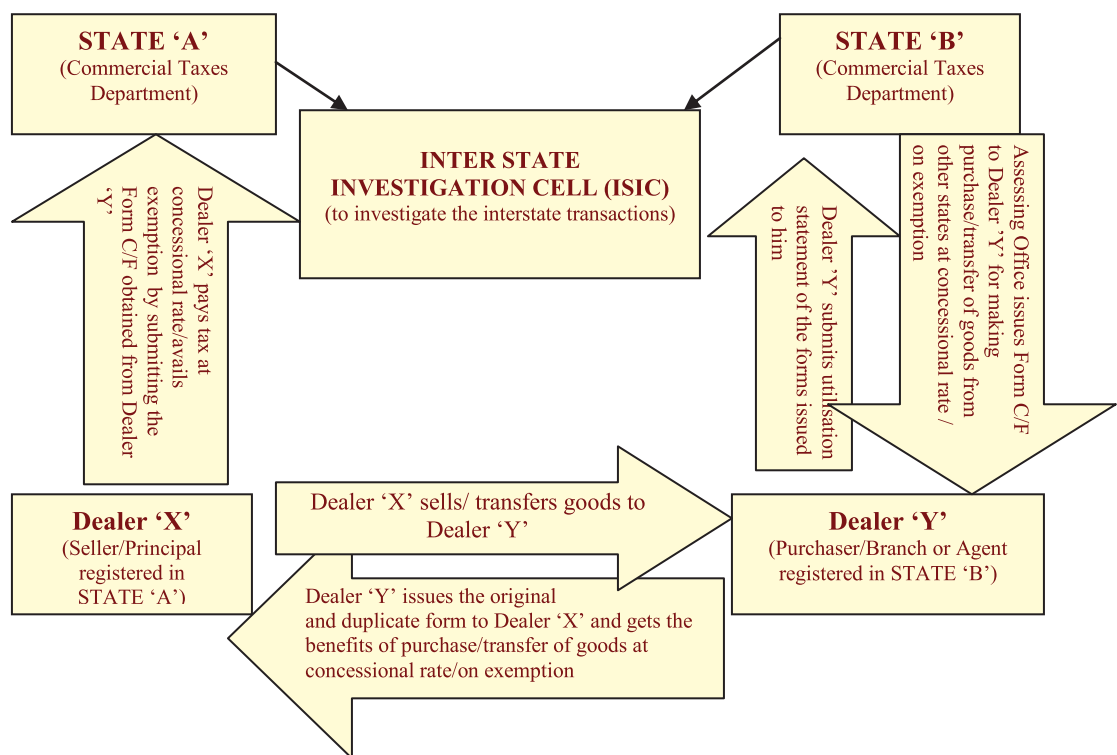 STATE ‘A’
(Commercial Taxes
Department)
STATE ‘B’
(Commercial Taxes
Department)
INTER STATE
INVESTIGATION CELL (ISIC)
(to investigate the interstate transactions)
Dealer ‘X’ pays tax at
concessional rate/avails
exemption by submitting the
Form C/F obtained from Dealer
‘Y’
Dealer ’Y’ submits utilisation
statement of the forms issued
to him
Assessing Office issues Form C/F
to Dealer ’Y’ for making
purchase/transfer of goods from
other states at concessional rate /
on exemption
Dealer ‘X’
(Seller/Principal
registered in
STATE ‘A’)
Dealer ‘X’ sells/ transfers goods to
Dealer ‘Y’
Dealer ‘Y’
(Purchaser/Branch or Agent
registered in STATE ‘B’)
Dealer ‘Y’ issues the original
and duplicate form to Dealer ‘X’ and gets the
benefits of purchase/transfer of goods at
concessional rate/on exemption